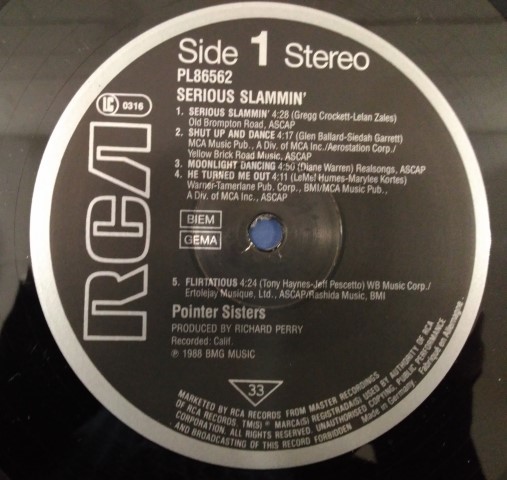 Side 1 Stereo
PL86562
SERIOUS SLAMMIN'
LC 0316
RCA
1. SERIOUS SLAMMIN' 4:28 (Gregg Crockett-Lelan Zales)
Old Brompton Road, ASCAP
2. SHUT UP AND DANCE 4:17 (Glen Ballard-Siedah Garrett)
MCA Music Pub., A Div. of MCA Inc./Aerostation Corp./
Yellow Brick Road Music, ASCAP
3. MOONLIGHT DANCING 4:50 (Diane Warren) Realsongs, ASCAP
4. HE TURNED ME OUT 4:11 (LeMel Humes-Marylee Kortes)
Warner-Tamerlane Pub. Corp., BMI/MCA Music Pub.,
A Div. of MCA Inc., ASCAP
BIEM
GEMA
5. FLIRTATIOUS 4:24 (Tony Haynes-Jeff Pescetto) WB Music Corp./
Ertolejay Musique, Ltd., ASCAP/Rashida Music, BMI
Pointer Sisters
PRODUCED BY RICHARD PERRY
Recorded: Calif.
℗ 1988 BMG MUSIC
33
MARKETED BY RCA RECORDS FROM MASTER RECORDINGS
OF RCA RECORDS. TM(S) ® MARCA(S) REGISTRADA(S) USED BY AUTHORITY OF RCA
CORPORATION. ALL RIGHTS RESERVED. UNAUTHORISED COPYING, PUBLIC PERFORMANCE
AND BROADCASTING OF THIS RECORD FORBIDDEN. Made in Germany. Fabriqué en Allemagne.